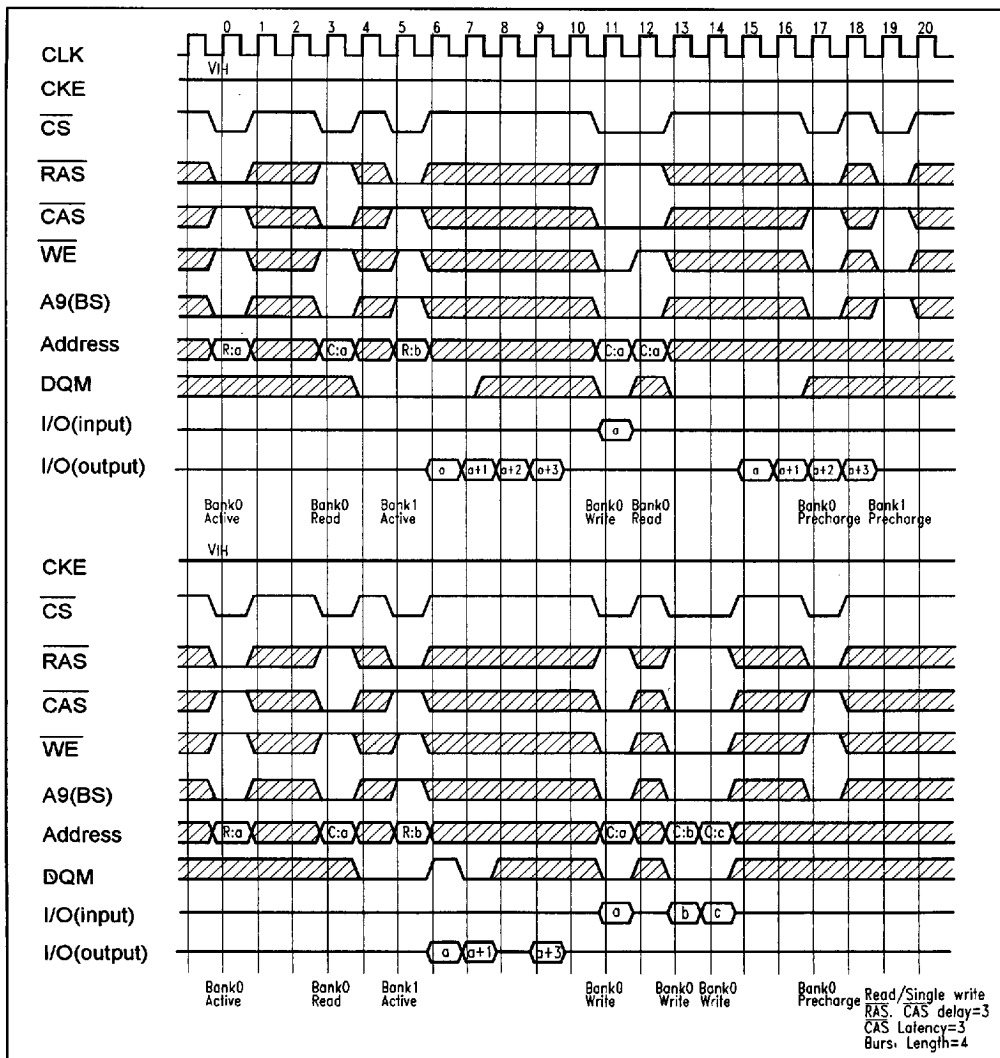 0 1 2 3 4 5 6 7 8 9 10 11 12 13 14 15 16 17 18 19 20
CLK
VIH
CKE
CS
RAS
CAS
WE
A9(BS)
Address R:a C:a R:b C:a C:a
DQM
I/O(input) a
I/O(output) a a+1 a+2 a+3 a a+1 a+2 a+3
Bank0 Bank0 Bank1 Bank0 Bank0 Bank0 Bank1
Active Read Active Write Read Precharge Precharge
VIH
CKE
CS
RAS
CAS
WE
A9(BS)
Address R:a C:a R:b C:a C:b C:c
DQM
I/O(input) a b c
I/O(output) a a+1 a+3
Bank0 Bank0 Bank1 Bank0 Bank0 Bank0 Bank0
Active Read Active Write Write Write Precharge
Read/Single write
RAS. CAS delay=3
CAS Latency=3
Burs. Length=4